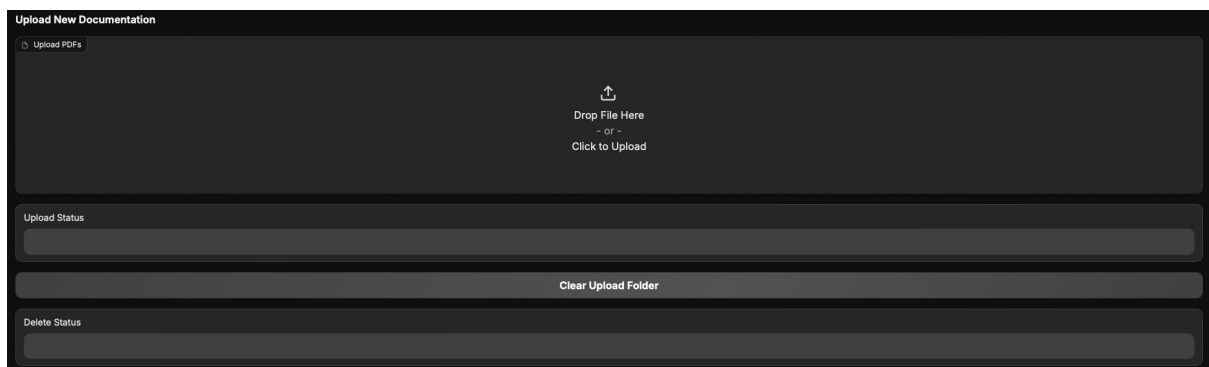 Upload New Documentation
Upload PDFs
Drop File Here
- or -
Click to Upload
Upload Status
Clear Upload Folder
Delete Status